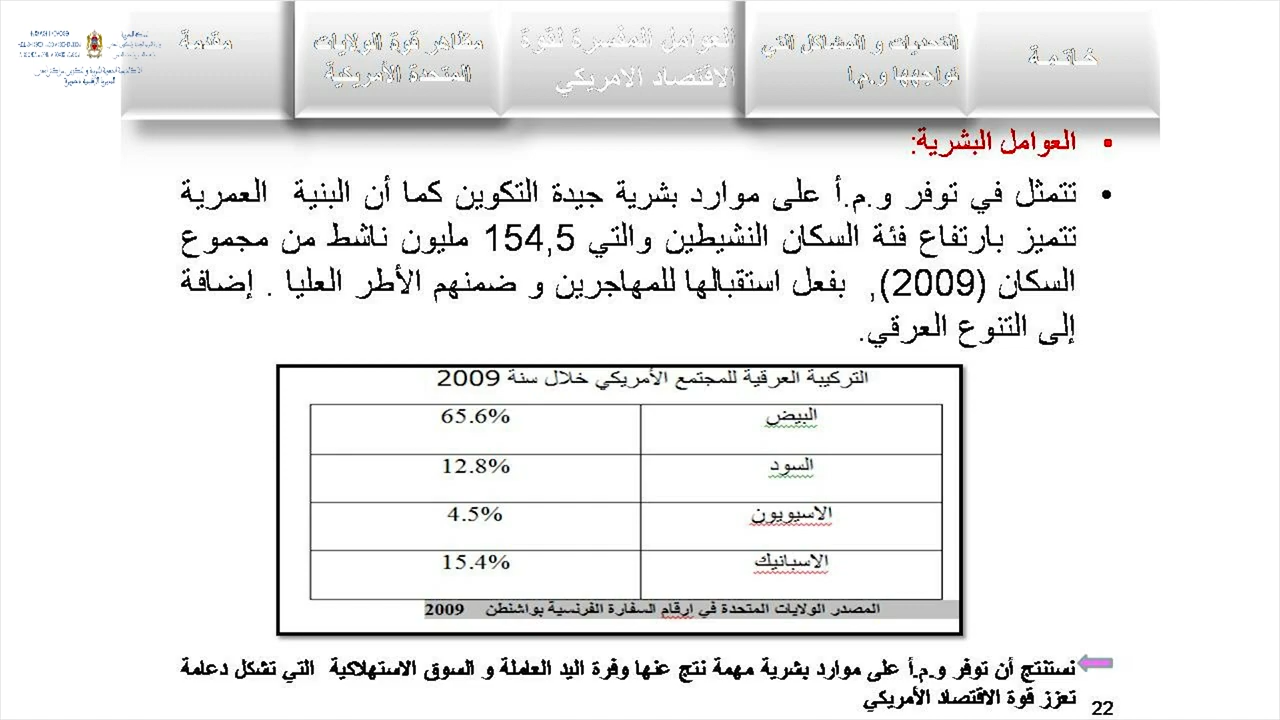 مقدمة
مظاهر قوة الولايات
المتحدة الأمريكية
العوامل المفسرة لقوة
الاقتصاد الامريكي
التحديات و
تواجهها و.م.ا
خاتمة
• العوامل البشرية:
• تتمثل في توفر و.م.أ على موارد بشرية جيدة التكوين كما أن البنية العمرية
تتميز بارتفاع فئة السكان النشيطين والتي 154,5 مليون ناشط من مجموع
السكان (2009), بفعل استقبالها للمهاجرين و ضمنهم الأطر العليا . إضافة
إلى التنوع العرقي.
التركيبة العرقية للمجتمع الأمريكي خلال سنة 2009
البيض 65.6%
السود 12.8%
الاسيويون 4.5%
الاسبانيك 15.4%
المصدر الولايات المتحدة في ارقام السفارة الفرنسية بواشنطن 2009
نستنتج أن توفر و.م.أ على موارد بشرية مهمة نتج عنها وفرة اليد العاملة و السوق الاستهلاكية التي تشكل دعامة
تعزز قوة الاقتصاد الأمريكي
22